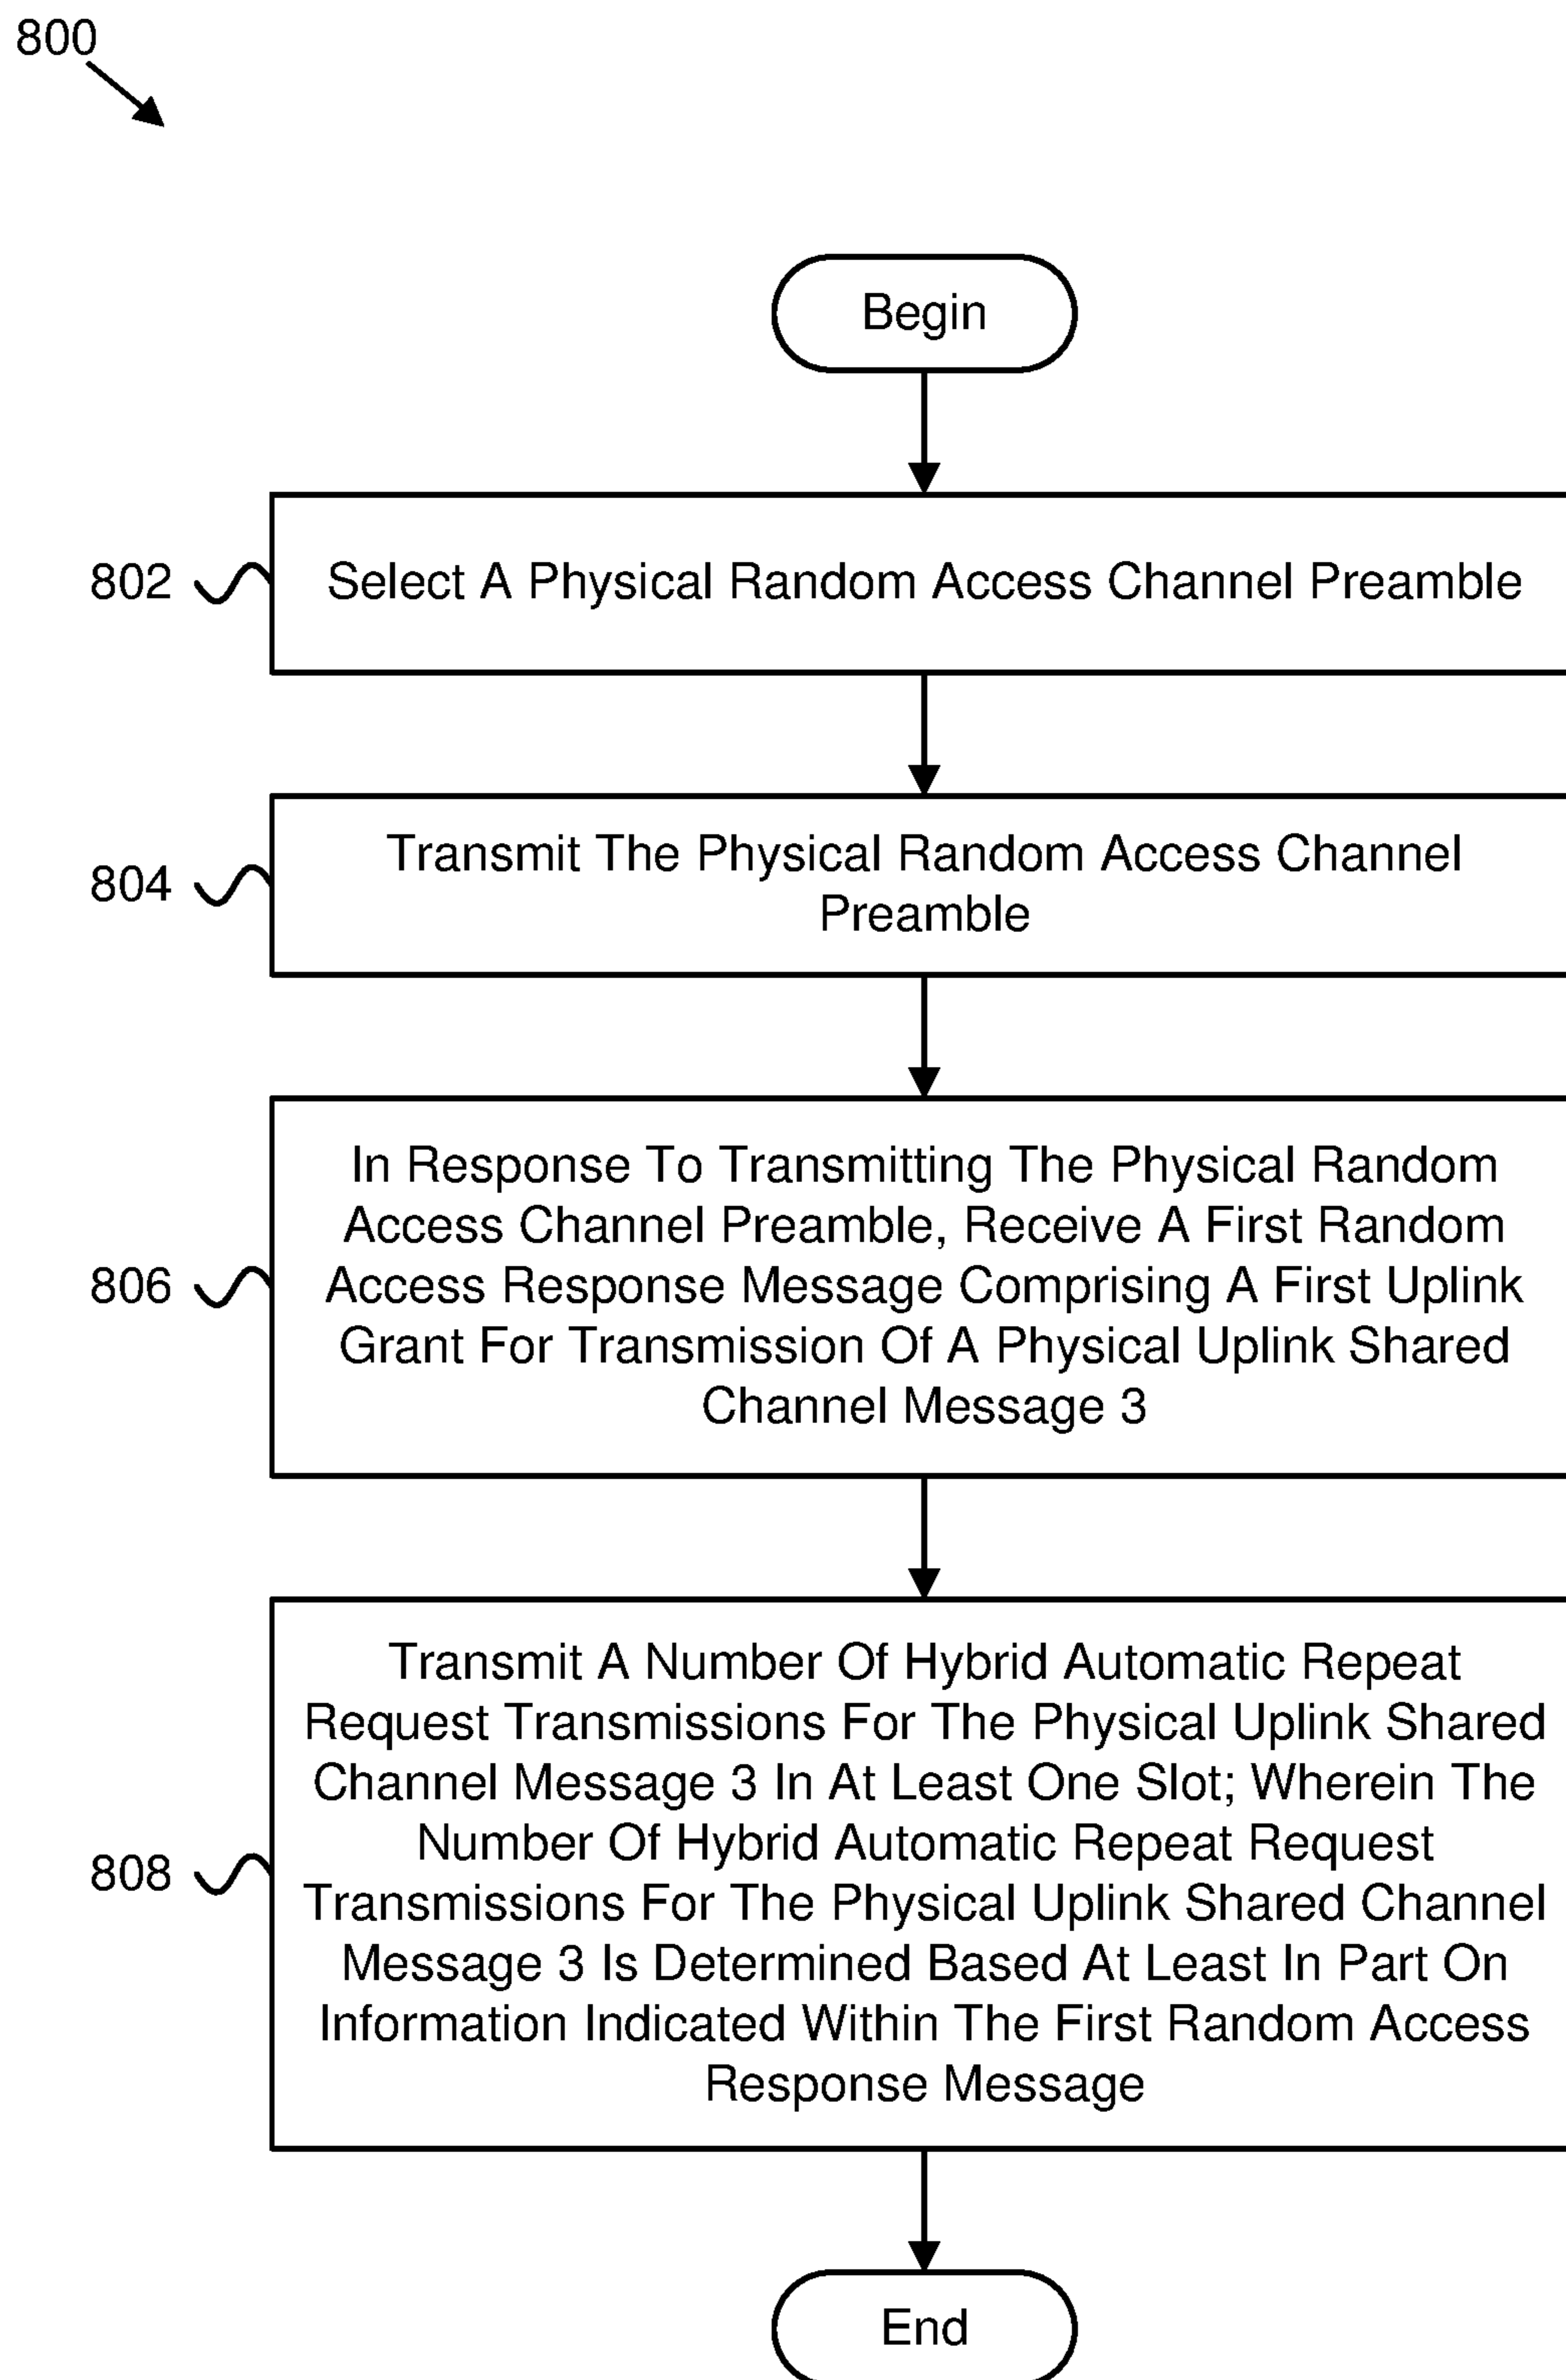 800
Begin
802
Select A Physical Random Access Channel Preamble
804
Transmit The Physical Random Access Channel
Preamble
806
In Response To Transmitting The Physical Random
Access Channel Preamble, Receive A First Random
Access Response Message Comprising A First Uplink
Grant For Transmission Of A Physical Uplink Shared
Channel Message 3
808
Transmit A Number Of Hybrid Automatic Repeat
Request Transmissions For The Physical Uplink Shared
Channel Message 3 In At Least One Slot; Wherein The
Number Of Hybrid Automatic Repeat Request
Transmissions For The Physical Uplink Shared Channel
Message 3 Is Determined Based At Least In Part On
Information Indicated Within The First Random Access
Response Message
End